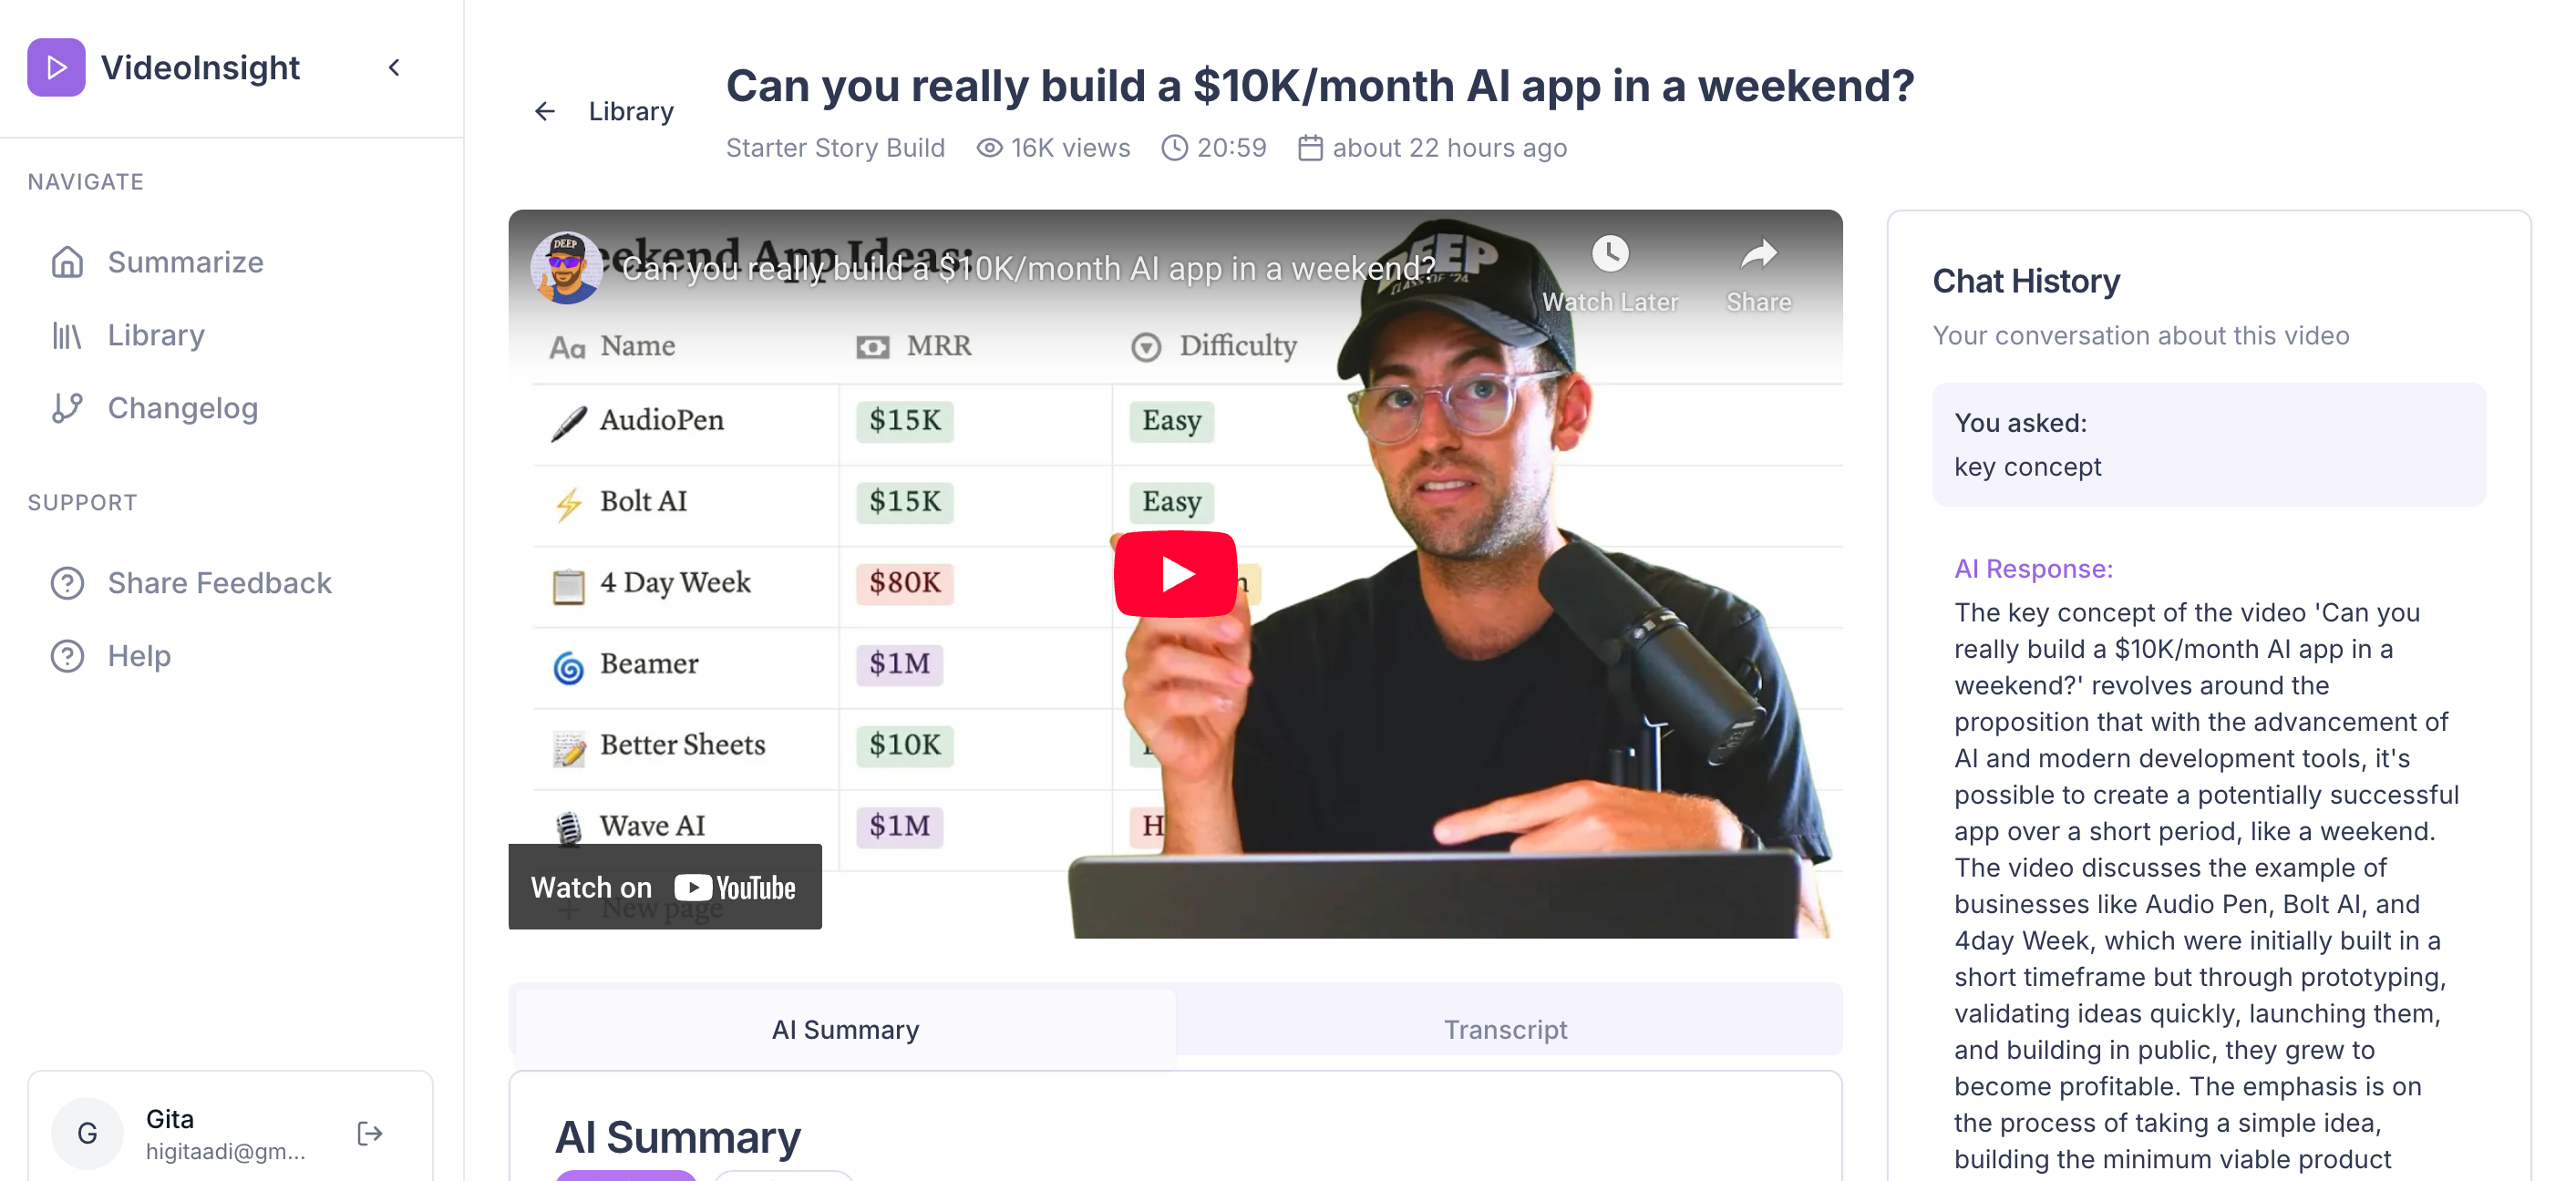 VideoInsight
NAVIGATE
Summarize
Library
Changelog
SUPPORT
Share Feedback
Help
G
Gita
higitaadi@gm...
Library
Can you really build a $10K/month AI app in a weekend?
Starter Story Build 16K views 20:59 about 22 hours ago
eekend App Ideas:
Can you really build a $10K/month AI app in a weekend?
Watch Later
Share
DEEP
CLASS OF '24
Aa Name MRR Difficulty
AudioPen $15K Easy
Bolt AI $15K Easy
4 Day Week $80K
Beamer $1M
Better Sheets $10K
Wave AI $1M H
+ New page
Watch on YouTube
AI Summary
Transcript
AI Summary
Chat History
Your conversation about this video
You asked:
key concept
AI Response:
The key concept of the video 'Can you
really build a $10K/month AI app in a
weekend?' revolves around the
proposition that with the advancement of
AI and modern development tools, it's
possible to create a potentially successful
app over a short period, like a weekend.
The video discusses the example of
businesses like Audio Pen, Bolt AI, and
4day Week, which were initially built in a
short timeframe but through prototyping,
validating ideas quickly, launching them,
and building in public, they grew to
become profitable. The emphasis is on
the process of taking a simple idea,
building the minimum viable product